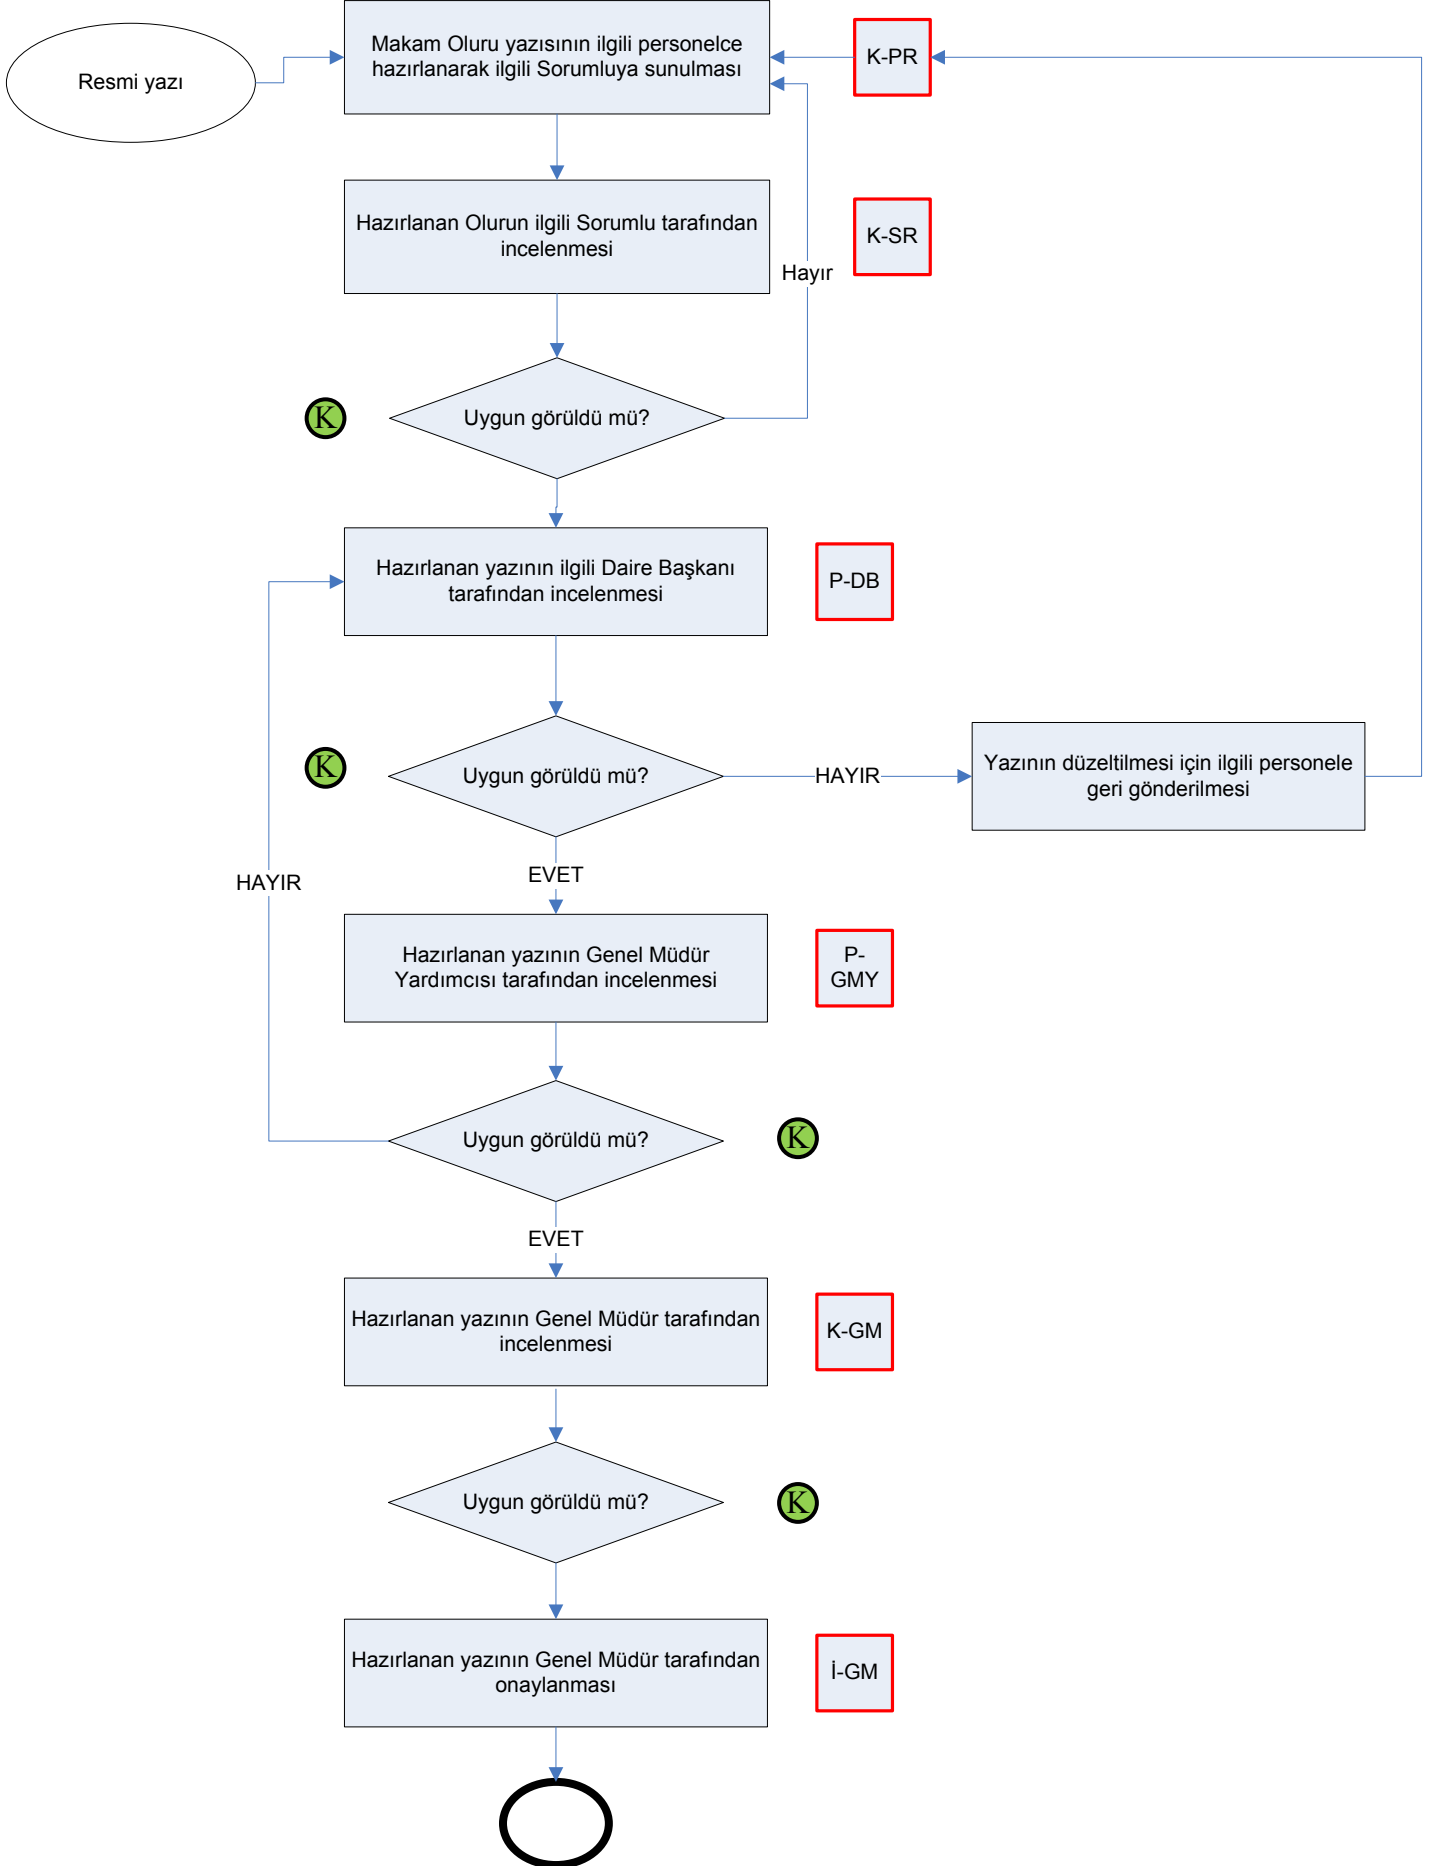 Makam Oluru yazısının ilgili personelce
hazırlanarak ilgili Sorumluya sunulması
K-PR
Resmi yazı
Hazırlanan Olurun ilgili Sorumlu tarafından
incelenmesi
K-SR
Hayır
K
Uygun görüldü mü?
Hazırlanan yazının ilgili Daire Başkanı
tarafından incelenmesi
P-DB
K
Uygun görüldü mü?
HAYIR
Yazının düzeltilmesi için ilgili personele
geri gönderilmesi
EVET
HAYIR
Hazırlanan yazının Genel Müdür
Yardımcısı tarafından incelenmesi
P-
GMY
Uygun görüldü mü?
K
EVET
Hazırlanan yazının Genel Müdür tarafından
incelenmesi
K-GM
Uygun görüldü mü?
K
Hazırlanan yazının Genel Müdür tarafından
onaylanması
İ-GM